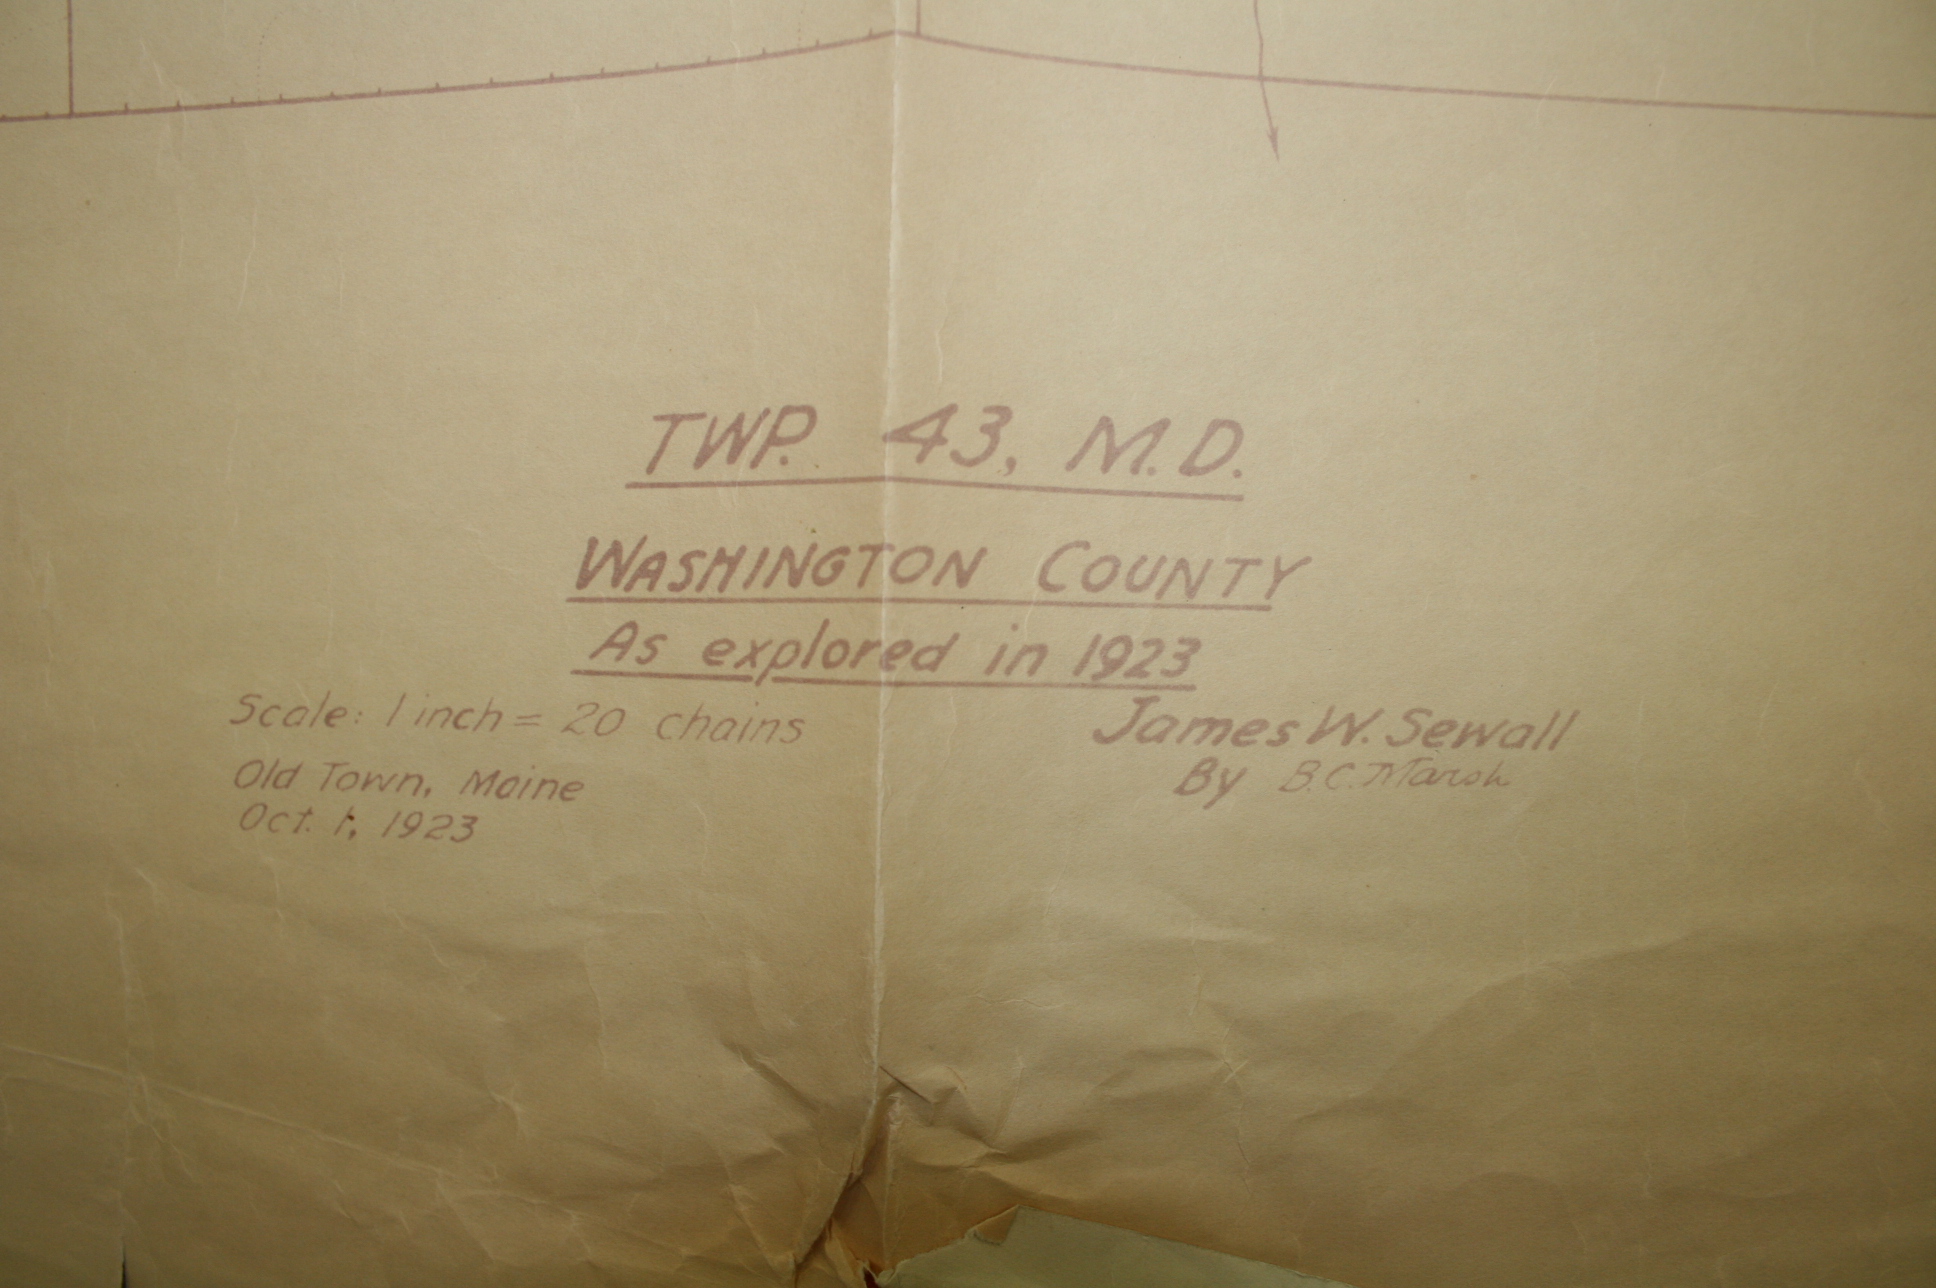 TWP. 43, M.D.
WASHINGTON COUNTY
As explored in 1923
Scale: 1 inch = 20 chains
James W. Sewall
By B.C. Marsh
Old Town, Maine
Oct. 1, 1923